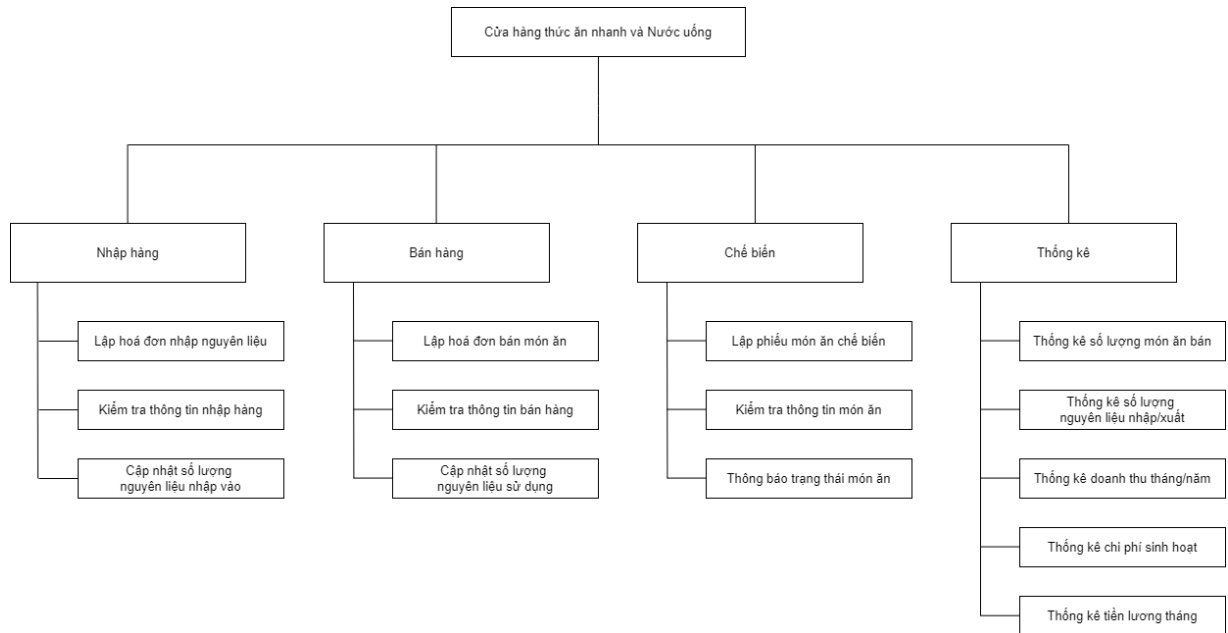 Cửa hàng thức ăn nhanh và Nước uống
Nhập hàng
Bán hàng
Chế biến
Thống kê
Lập hoá đơn nhập nguyên liệu
Kiểm tra thông tin nhập hàng
Cập nhật số lượng
nguyên liệu nhập vào
Lập hoá đơn bán món ăn
Kiểm tra thông tin bán hàng
Cập nhật số lượng
nguyên liệu sử dụng
Lập phiếu món ăn chế biến
Kiểm tra thông tin món ăn
Thông báo trạng thái món ăn
Thống kê số lượng món ăn bán
Thống kê số lượng
nguyên liệu nhập/xuất
Thống kê doanh thu tháng/năm
Thống kê chi phí sinh hoạt
Thống kê tiền lương tháng